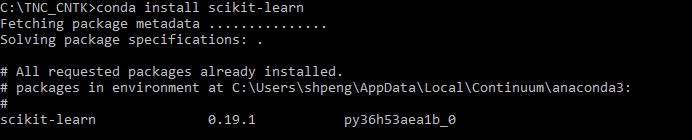 C:\TNC_CNTK>conda install scikit-learn
Fetching package metadata ...............
Solving package specifications: .
# All requested packages already installed.
# packages in environment at C:\Users\shpeng\AppData\Local\Continuum\anaconda3:
#
scikit-learn 0.19.1 py36h53aea1b_0